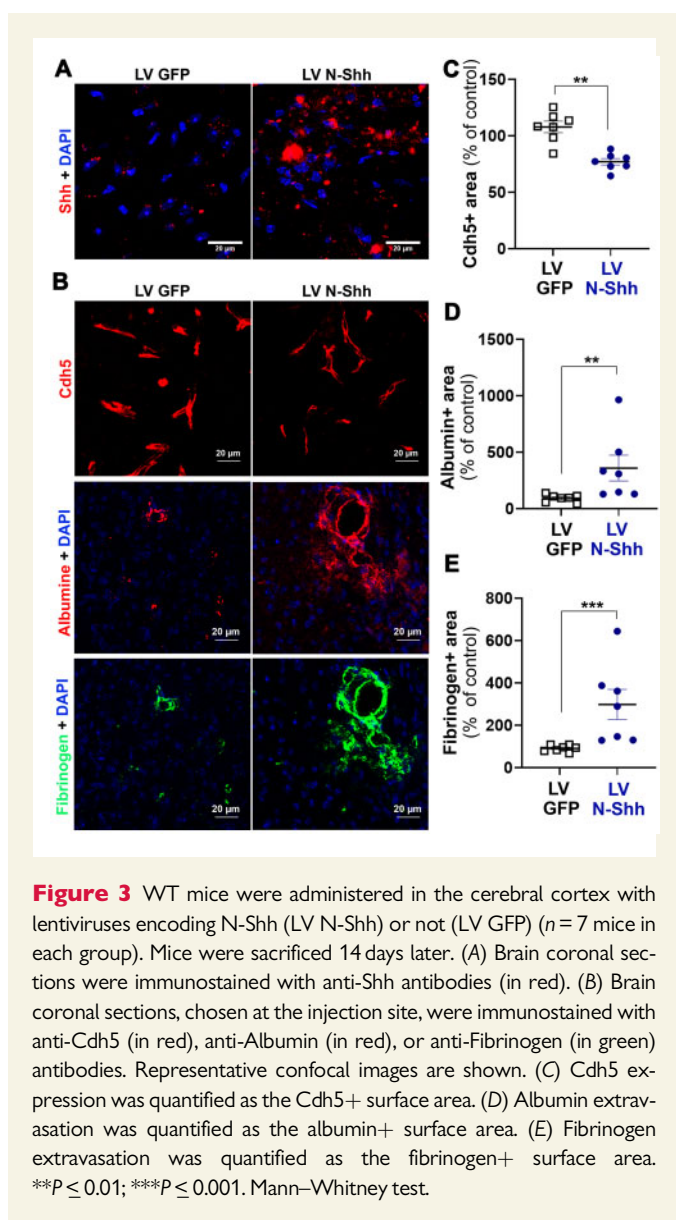 A
LV GFP
LV N-Shh
Shh + DAPI
20 µm
20 µm
B
LV GFP
LV N-Shh
Cdh5
20 µm
20 µm
Albumine + DAPI
20 µm
20 µm
Fibrinogen + DAPI
20 µm
20 µm
C
Cdh5+ area (% of control)
150
100
50
0
**
LV
GFP
LV
N-Shh
D
Albumin+ area
(% of control)
1500
1000
500
0
**
LV
GFP
LV
N-Shh
E
Fibrinogen+ area
(% of control)
800
600
400
200
0
***
LV
GFP
LV
N-Shh
Figure 3 WT mice were administered in the cerebral cortex with
lentiviruses encoding N-Shh (LV N-Shh) or not (LV GFP) (n = 7 mice in
each group). Mice were sacrificed 14 days later. (A) Brain coronal sec-
tions were immunostained with anti-Shh antibodies (in red). (B) Brain
coronal sections, chosen at the injection site, were immunostained with
anti-Cdh5 (in red), anti-Albumin (in red), or anti-Fibrinogen (in green)
antibodies. Representative confocal images are shown. (C) Cdh5 ex-
pression was quantified as the Cdh5+ surface area. (D) Albumin extrav-
asation was quantified as the albumin+ surface area. (E) Fibrinogen
extravasation was quantified as the fibrinogen+ surface area.
**P ≤ 0.01; ***P ≤ 0.001. Mann–Whitney test.